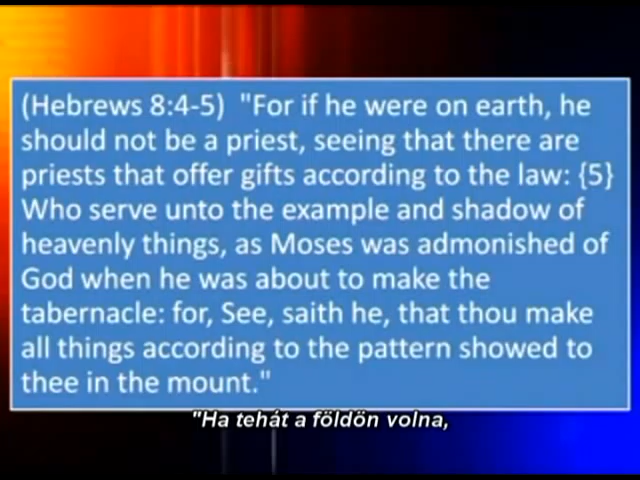 (Hebrews 8:4-5)  "For if he were on earth, he
should not be a priest, seeing that there are
priests that offer gifts according to the law: {5}
Who serve unto the example and shadow of
heavenly things, as Moses was admonished of
God when he was about to make the
tabernacle: for, See, saith he, that thou make
all things according to the pattern showed to
thee in the mount."
"Ha tehát a földön volna,